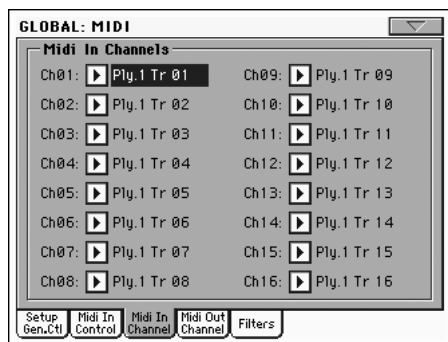 GLOBAL: MIDI
Midi In Channels
Ch01: Ply.1 Tr 01
Ch02: Ply.1 Tr 02
Ch03: Ply.1 Tr 03
Ch04: Ply.1 Tr 04
Ch05: Ply.1 Tr 05
Ch06: Ply.1 Tr 06
Ch07: Ply.1 Tr 07
Ch08: Ply.1 Tr 08
Ch09: Ply.1 Tr 09
Ch10: Ply.1 Tr 10
Ch11: Ply.1 Tr 11
Ch12: Ply.1 Tr 12
Ch13: Ply.1 Tr 13
Ch14: Ply.1 Tr 14
Ch15: Ply.1 Tr 15
Ch16: Ply.1 Tr 16
Setup
Gen.Ctl
Midi In
Control
Midi In
Channel
Midi Out
Channel
Filters